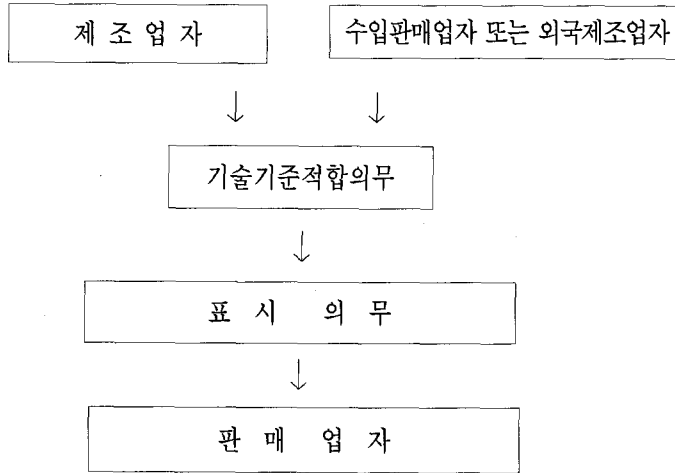 제 조 업 자
수입판매업자 또는 외국제조업자
기술기준적합의무
표 시 의 무
판 매 업 자